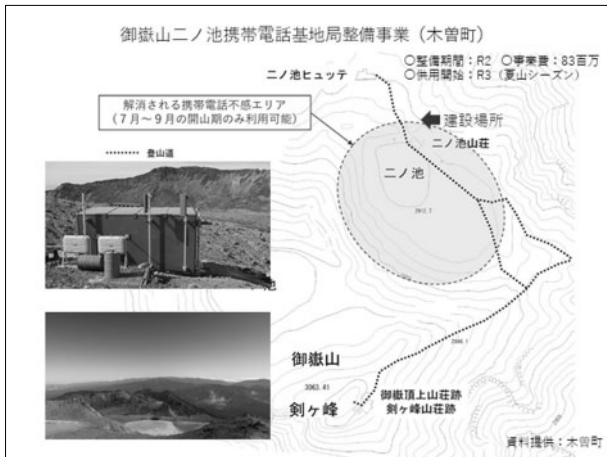 御嶽山二ノ池携帯電話基地局整備事業（木曽町）
○整備期間：R2　○事業費：83百万
○供用開始：R3（夏山シーズン）
二ノ池ヒュッテ
解消される携帯電話不感エリア
（７月～９月の開山期のみ利用可能）
建設場所
登山道
二ノ池山荘
二ノ池
御嶽山
3063.41
剣ヶ峰
御嶽頂上山荘跡
剣ヶ峰山荘跡
資料提供：木曽町